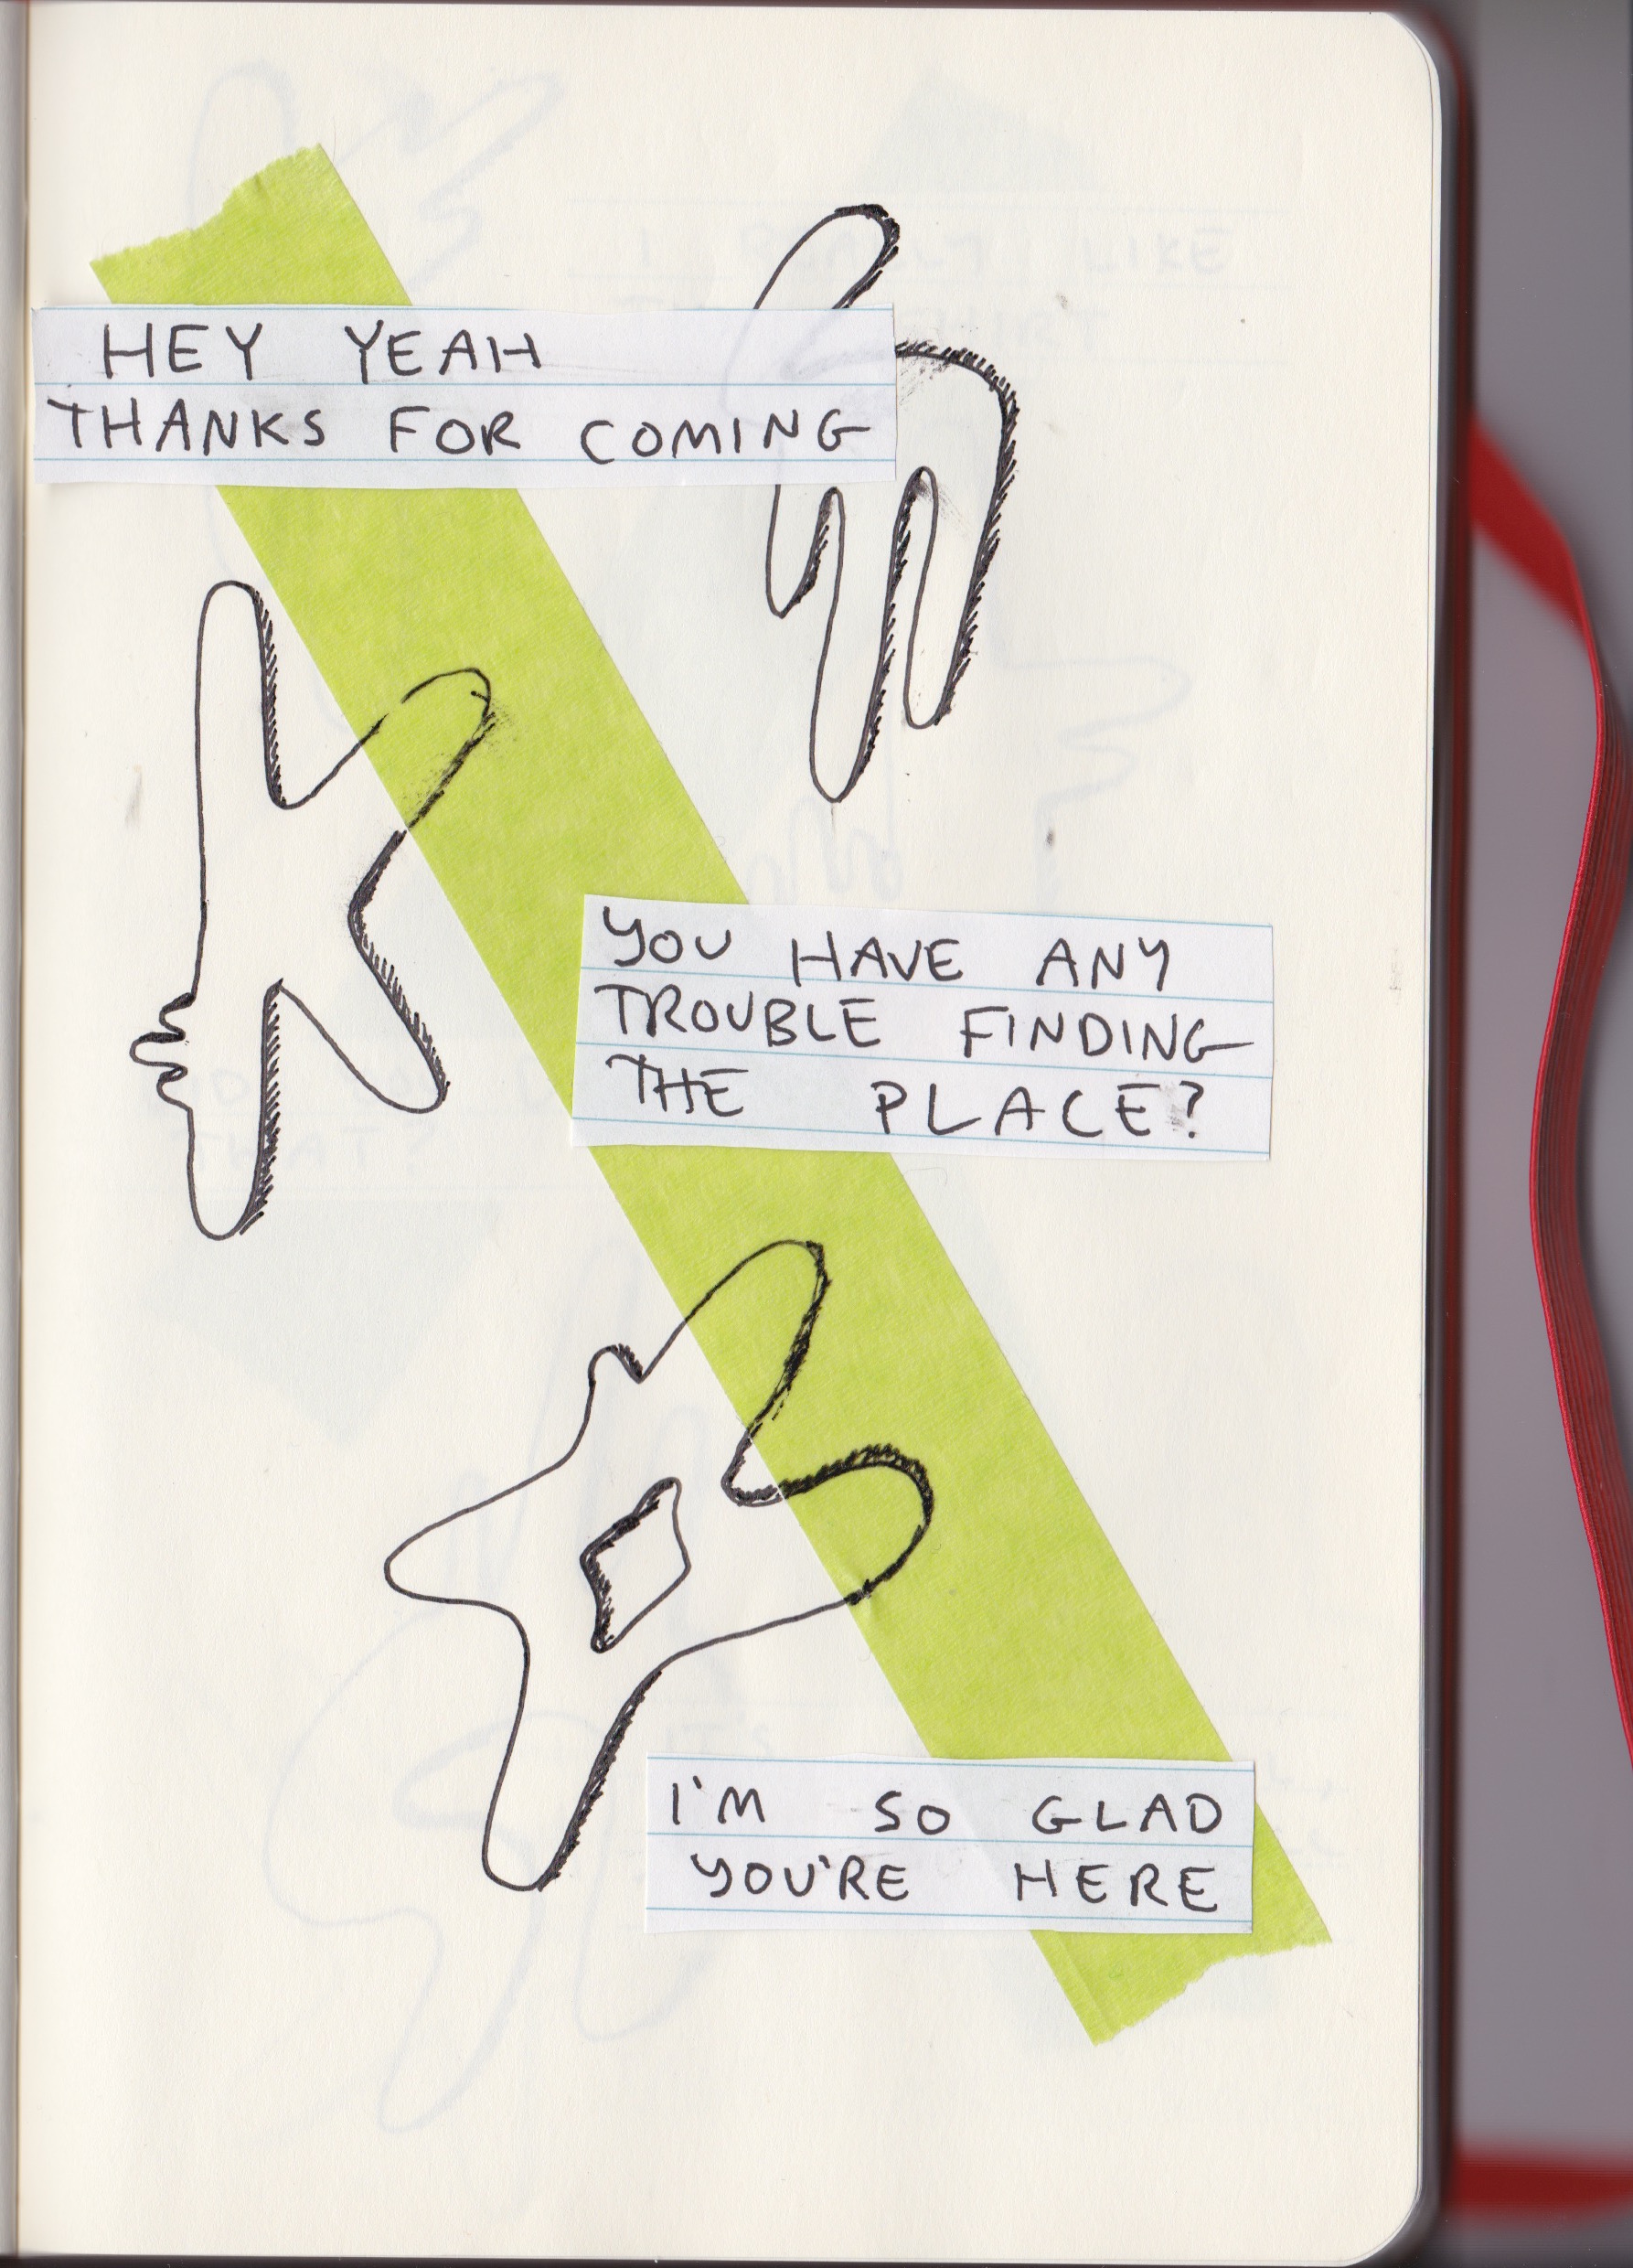 HEY YEAH
THANKS FOR COMING
YOU HAVE ANY
TROUBLE FINDING
THE PLACE?
I'M SO GLAD
YOU'RE HERE